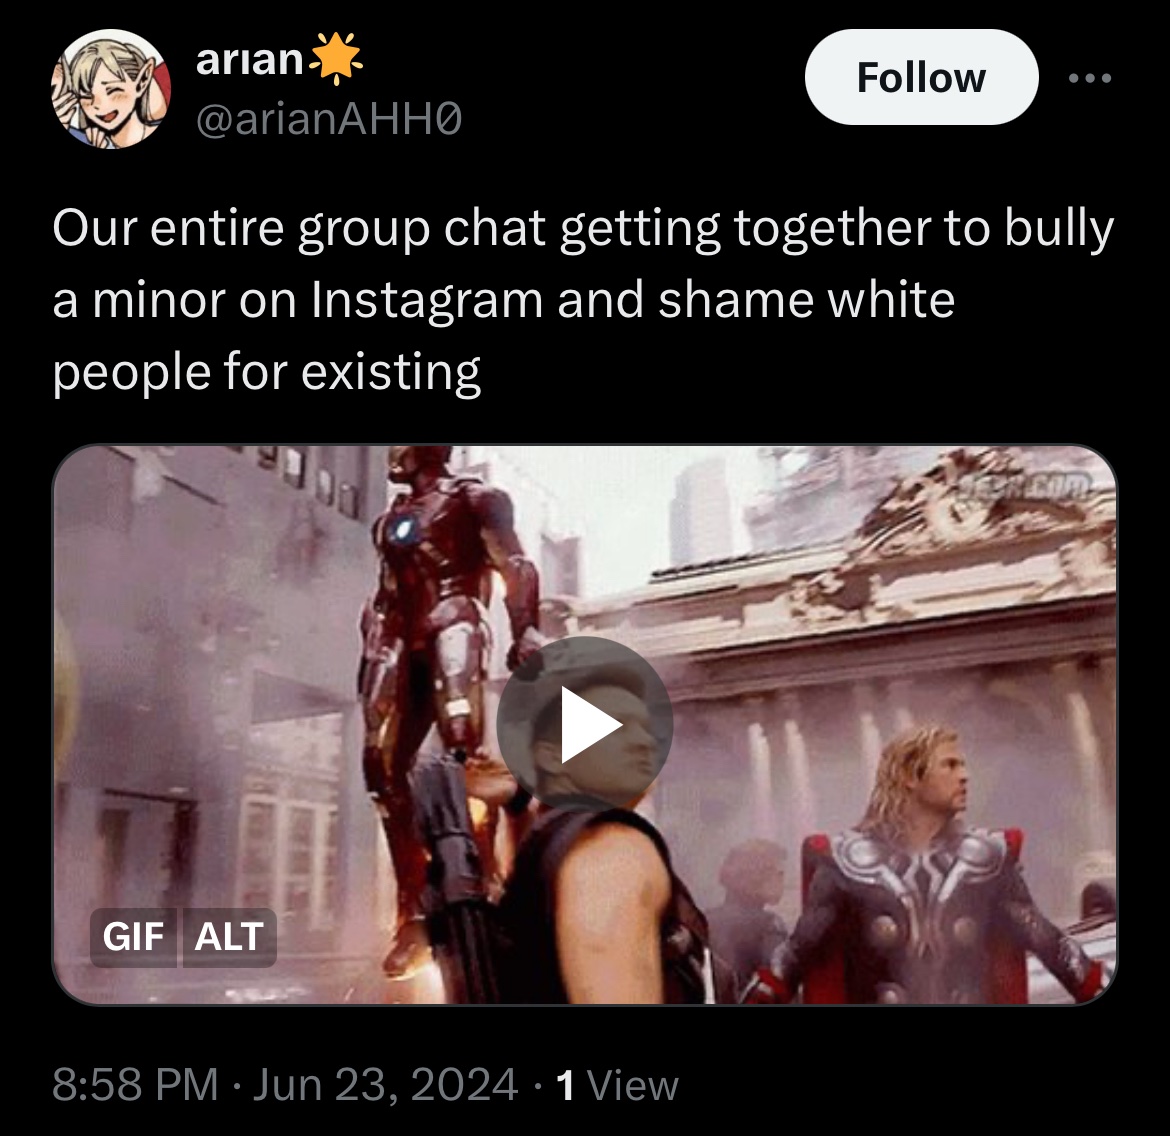 arıan🌟
@arianAHH0
Follow
Our entire group chat getting together to bully
a minor on Instagram and shame white
people for existing
GIF ALT
8:58 PM · Jun 23, 2024 · 1 View